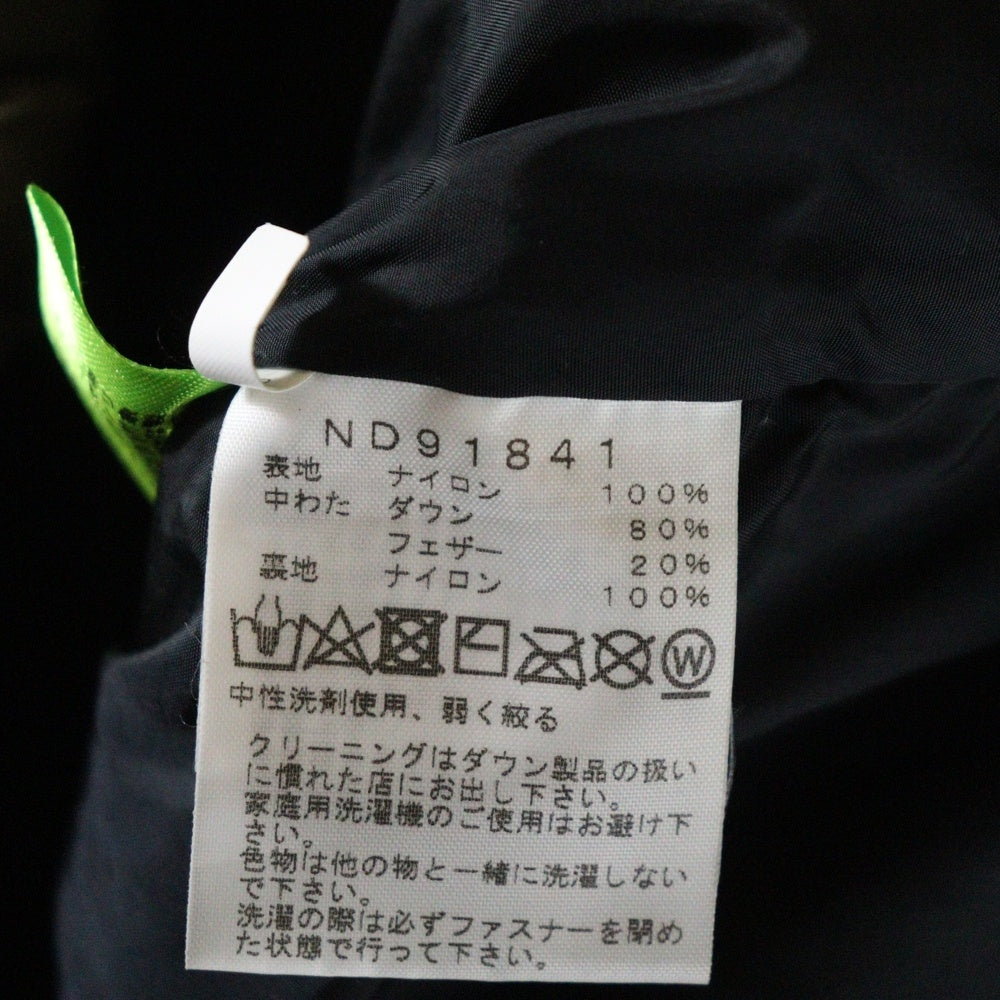 ND91841
表地 ナイロン 100%
中わた ダウン 80%
フェザー 20%
裏地 ナイロン 100%
W
中性洗剤使用、弱く絞る
クリーニングはダウン製品の扱い
に慣れた店にお出し下さい。
家庭用洗濯機のご使用はお避け下
さい。
色物は他の物と一緒に洗濯しない
で下さい。
洗濯の際は必ずファスナーを閉め
た状態で行って下さい。